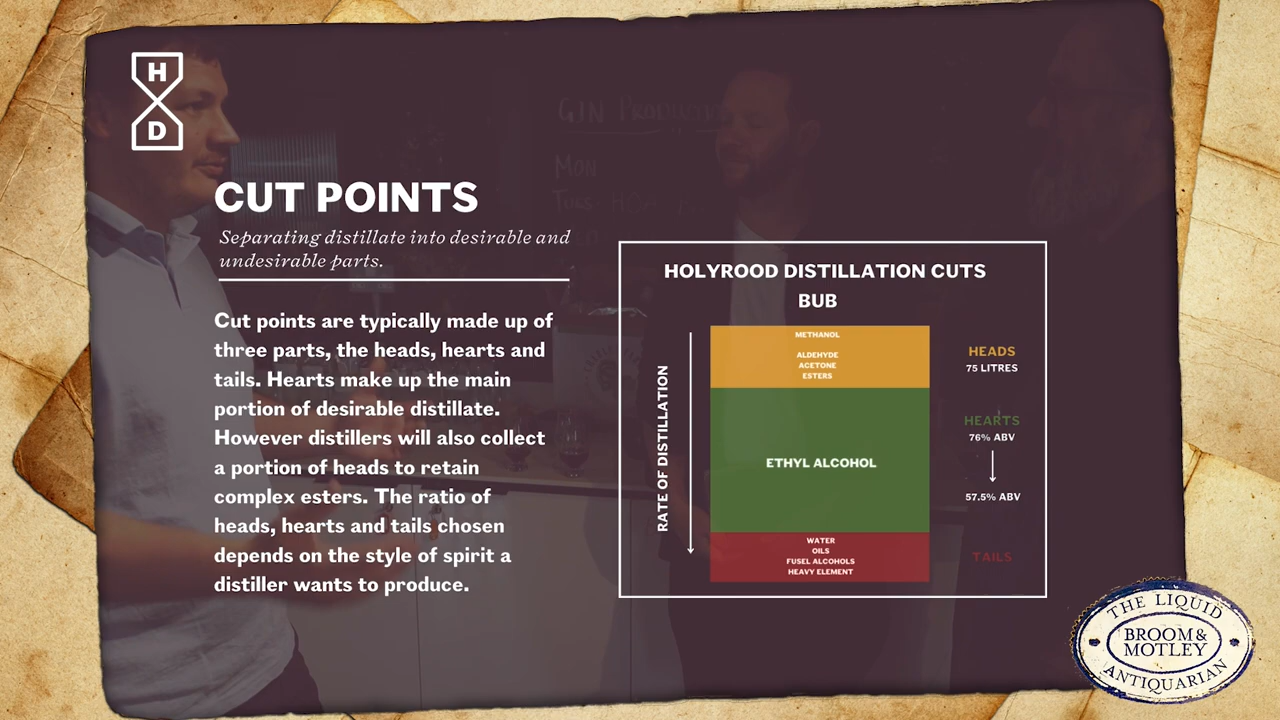 H
D
CUT POINTS
Separating distillate into desirable and
undesirable parts.
Cut points are typically made up of
three parts, the heads, hearts and
tails. Hearts make up the main
portion of desirable distillate.
However distillers will also collect
a portion of heads to retain
complex esters. The ratio of
heads, hearts and tails chosen
depends on the style of spirit a
distiller wants to produce.
GIN PRODUCTION
MON
TUES-
HOLYROOD DISTILLATION CUTS
BUB
RATE OF DISTILLATION
METHANOL
ALDEHYDE
ACETONE
ESTERS
ETHYL ALCOHOL
WATER
OILS
FUSEL ALCOHOLS
HEAVY ELEMENT
HEADS
75 LITRES
HEARTS
76% ABV
57.5% ABV
TAILS
THE LIQUID
BROOM &
MOTLEY
ANTIQUARIAN